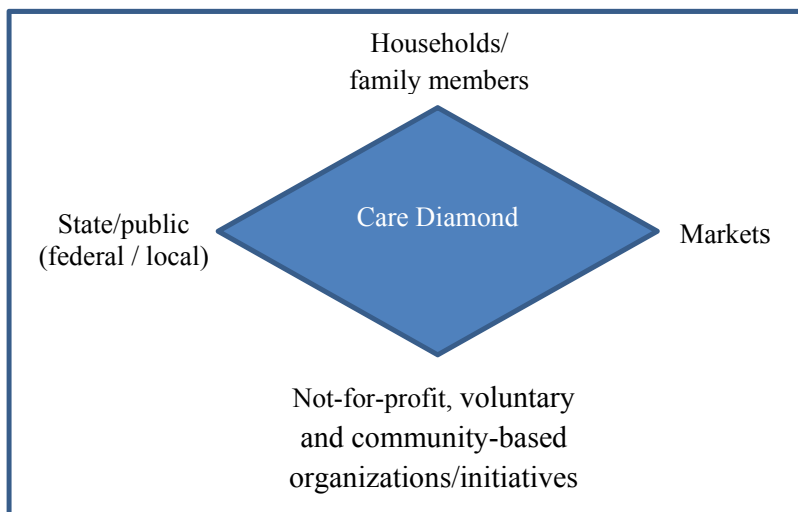 Households/
family members
Care Diamond
State/public
(federal / local)
Markets
Not-for-profit, voluntary
and community-based
organizations/initiatives